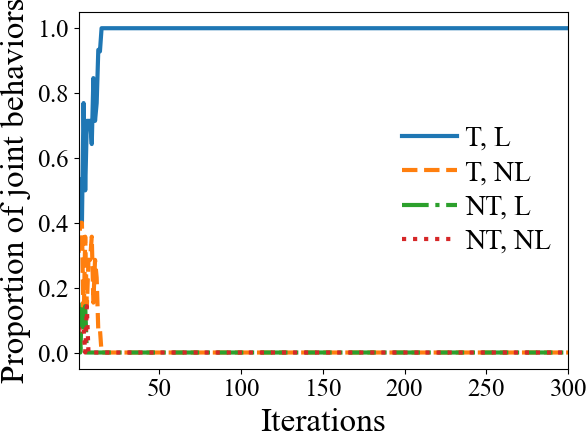 Proportion of joint behaviors
1.0
0.8
0.6
0.4
0.2
0.0
T, L
T, NL
NT, L
NT, NL
50
100
150
200
250
300
Iterations